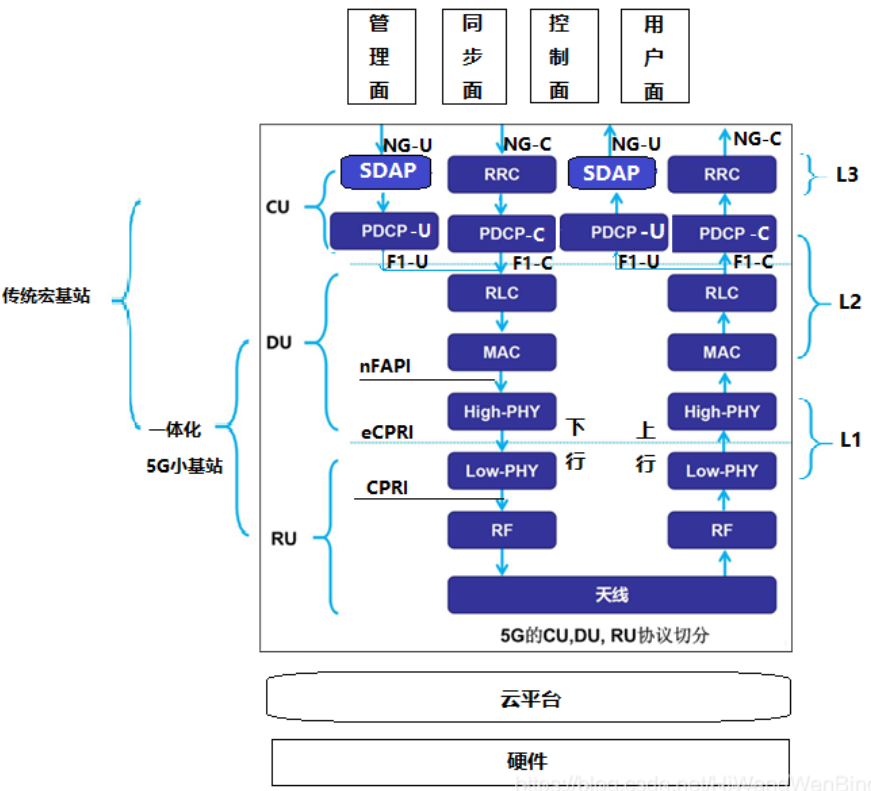 管理面
同步面
控制面
用户面
NG-U
NG-C
NG-U
NG-C
SDAP
RRC
SDAP
RRC
L3
CU
PDCP-U
PDCP-C
PDCP-U
PDCP-C
F1-U
F1-C
F1-U
F1-C
传统宏基站
RLC
RLC
L2
DU
MAC
MAC
nFAPI
High-PHY
High-PHY
一体化
5G小基站
eCPRI
下行
上行
L1
Low-PHY
Low-PHY
CPRI
RU
RF
RF
天线
5G的CU,DU, RU协议切分
云平台
硬件
https://blog.csdn.net/HiWangWenBing